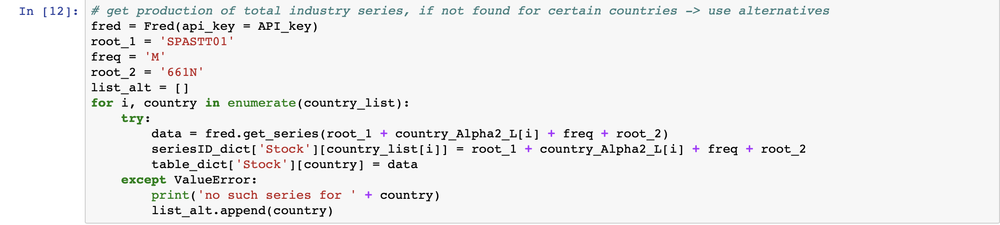 In [12]: # get production of total industry series, if not found for certain countries -> use alternatives
fred = Fred(api_key = API_key)
root_1 = 'SPASTT01'
freq = 'M'
root_2 = '661N'
list_alt = []
for i, country in enumerate(country_list):
    try:
        data = fred.get_series(root_1 + country_Alpha2_L[i] + freq + root_2)
        seriesID_dict['Stock'][country_list[i]] = root_1 + country_Alpha2_L[i] + freq + root_2
        table_dict['Stock'][country] = data
    except ValueError:
        print('no such series for ' + country)
        list_alt.append(country)